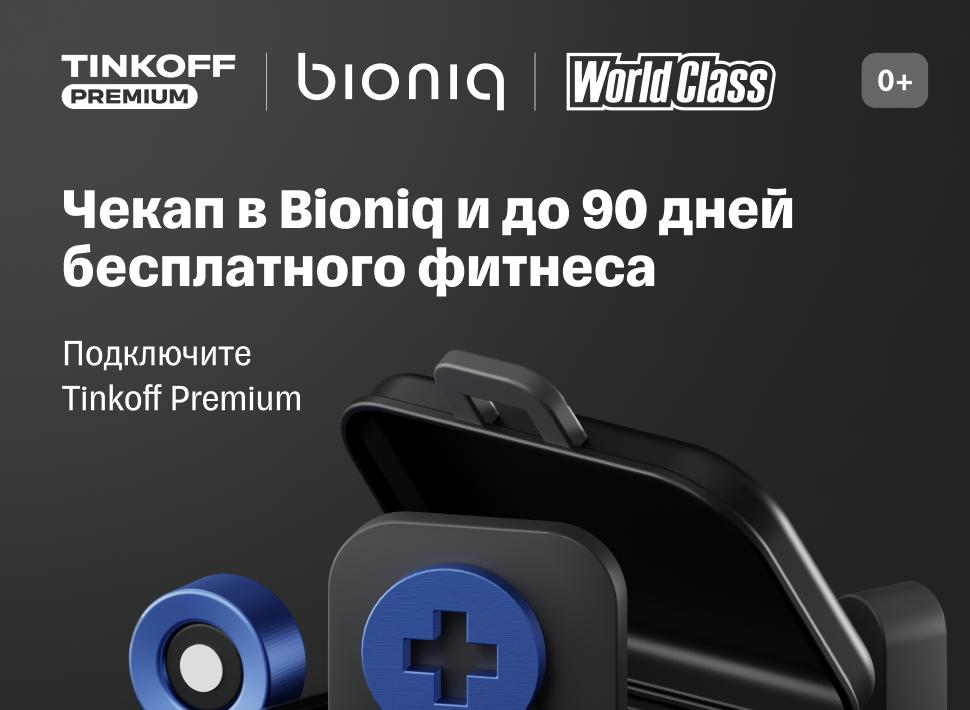 TINKOFF
PREMIUM
bioniq
World Class
0+
Чекап в Bioniq и до 90 дней
бесплатного фитнеса
Подключите
Tinkoff Premium